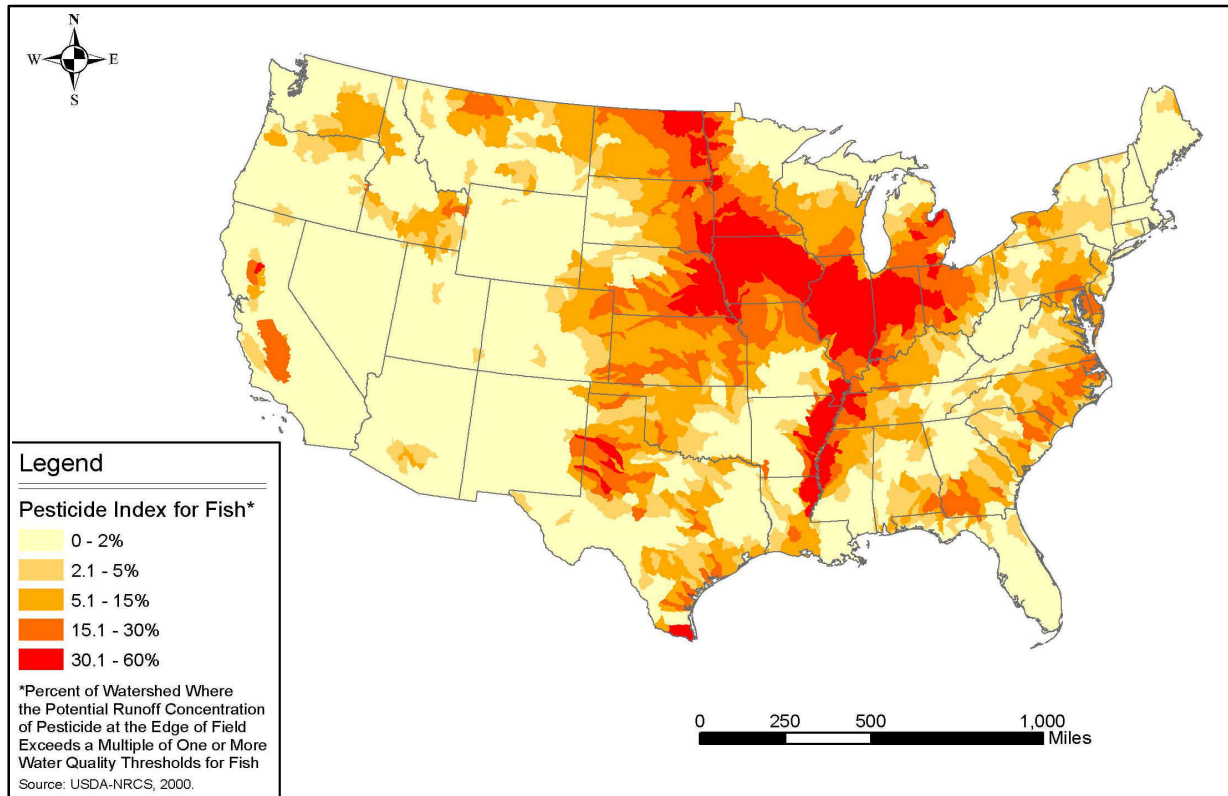 N
W E
S
Legend
Pesticide Index for Fish*
0 - 2%
2.1 - 5%
5.1 - 15%
15.1 - 30%
30.1 - 60%
*Percent of Watershed Where
the Potential Runoff Concentration
of Pesticide at the Edge of Field
Exceeds a Multiple of One or More
Water Quality Thresholds for Fish
Source: USDA-NRCS, 2000.
0 250 500 1,000
Miles